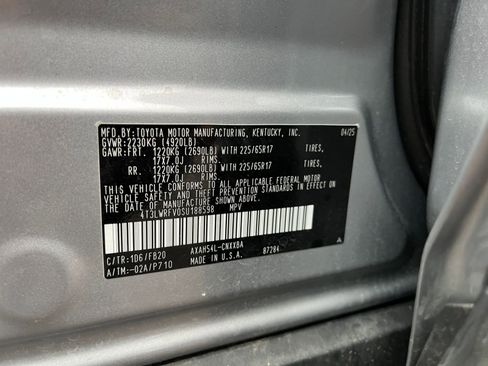 MFD.BY:TOYOTA MOTOR MANUFACTURING, KENTUCKY, INC. 04/25
GVWR:2230KG (4920LB)
GAWR:FRT. 1220KG (2690LB) WITH 225/65R17 TIRES,
17X7.0J RIMS.
RR. 1220KG (2690LB) WITH 225/65R17 TIRES,
17X7.0J RIMS.
THIS VEHICLE CONFORMS TO ALL APPLICABLE FEDERAL MOTOR
VEHICLE SAFETY AND THEFT PREVENTION STANDARDS IN EFFECT
ON THE DATE OF MANUFACTURE SHOWN ABOVE.
4T3LWRFV0SU188598 MPV
C/TR:1D6/FB20 AXAH54L-CNXXBA A
A/TM:-02A/P710 MADE IN U.S.A. 87284